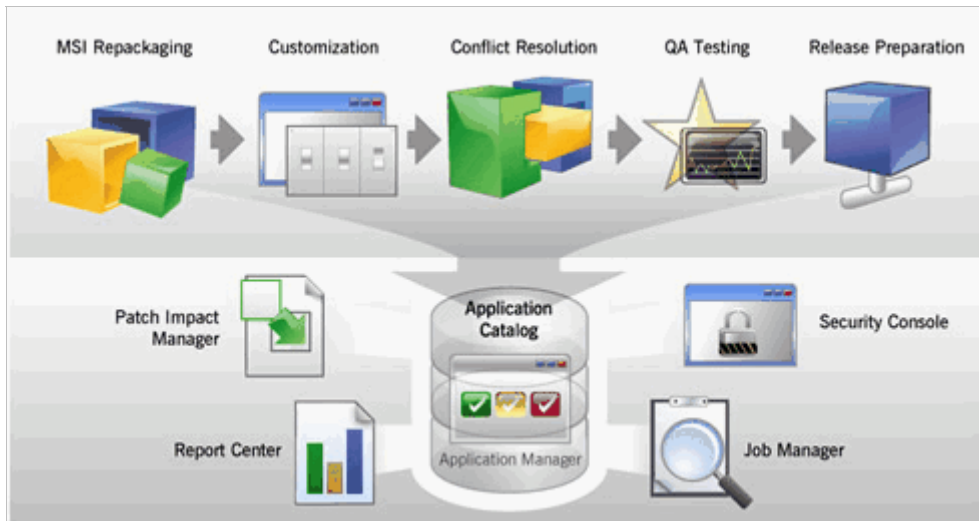 MSI Repackaging
Customization
Conflict Resolution
QA Testing
Release Preparation
Patch Impact
Manager
Application
Catalog
Security Console
Report Center
Application Manager
Job Manager